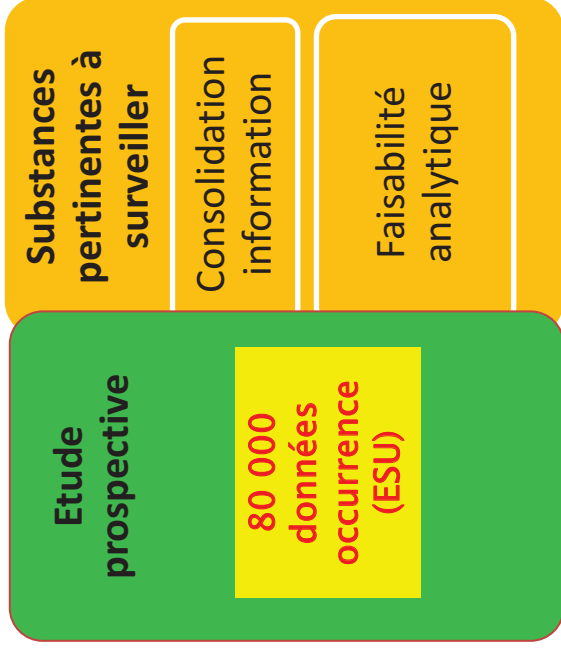 Etude
prospective
80 000
données
occurrence
(ESU)
Substances
pertinentes à
surveiller
Consolidation
information
Faisabilité
analytique